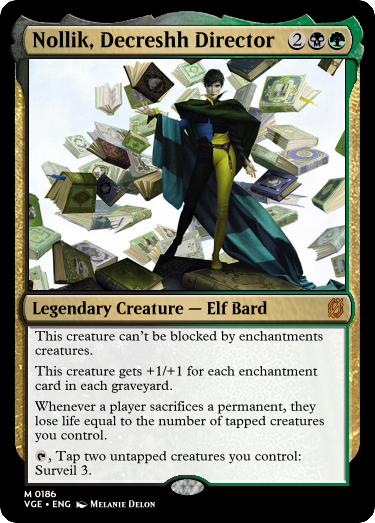 Nollik, Decreshh Director 2
Legendary Creature — Elf Bard
This creature can't be blocked by enchantments
creatures.
This creature gets +1/+1 for each enchantment
card in each graveyard.
Whenever a player sacrifices a permanent, they
lose life equal to the number of tapped creatures
you control.
, Tap two untapped creatures you control:
Surveil 3.
M 0186
VGE • ENG Melanie Delon